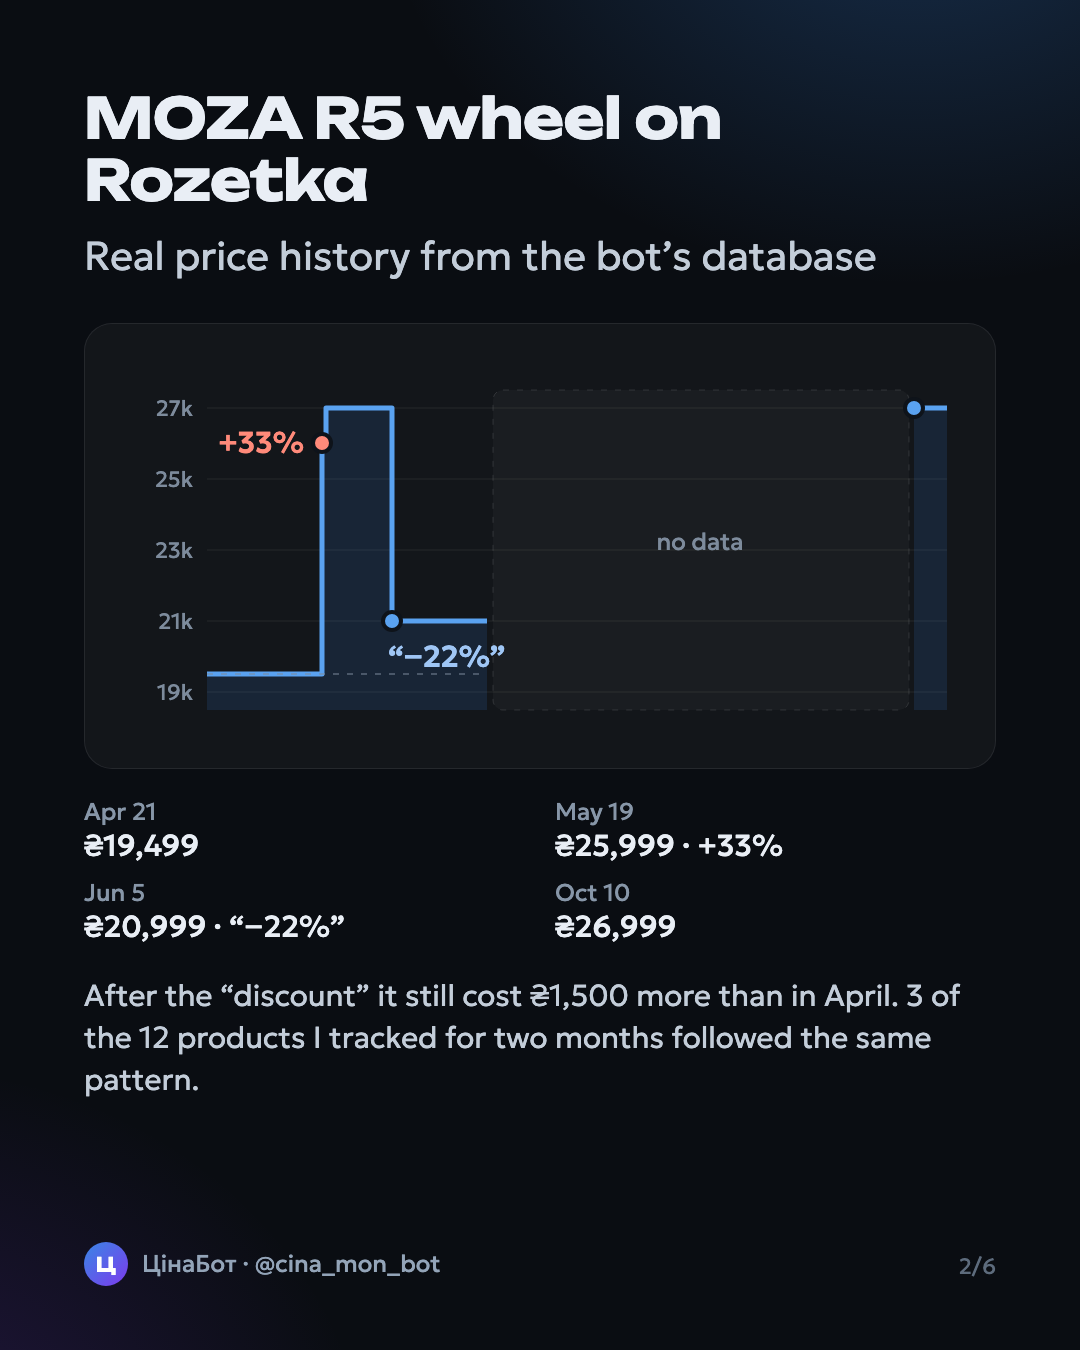 MOZA R5 wheel on
Rozetka
Real price history from the bot’s database
27k
+33%
25k
23k
no data
21k
“−22%”
19k
Apr 21
₴19,499
May 19
₴25,999 · +33%
Jun 5
₴20,999 · “−22%”
Oct 10
₴26,999
After the “discount” it still cost ₴1,500 more than in April. 3 of
the 12 products I tracked for two months followed the same
pattern.
Ц ЦінаБот · @cina_mon_bot
2/6